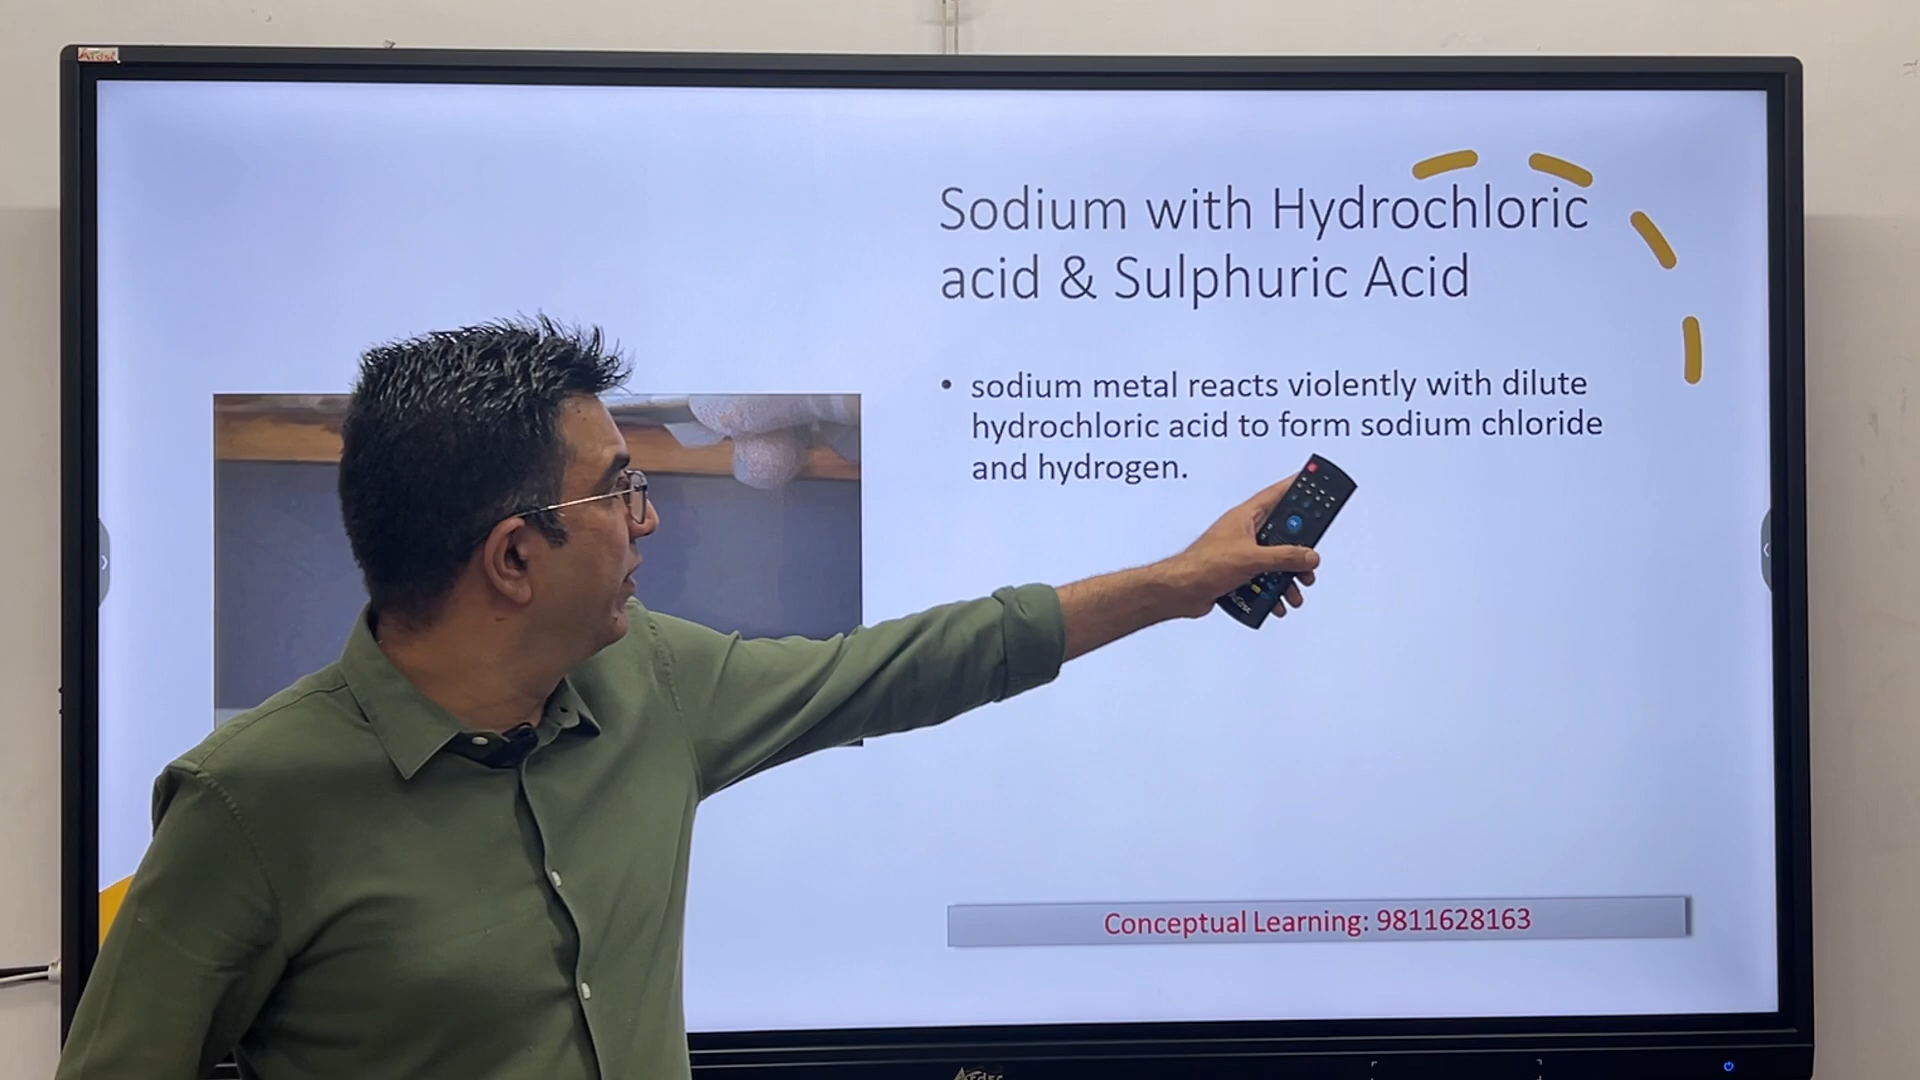 Ardsc
Sodium with Hydrochloric
acid & Sulphuric Acid
• sodium metal reacts violently with dilute
hydrochloric acid to form sodium chloride
and hydrogen.
Conceptual Learning: 9811628163